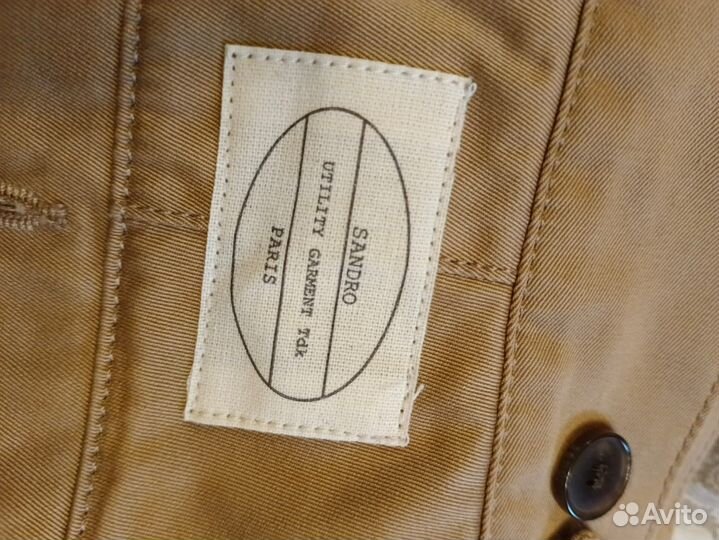 SANDRO
UTILITY GARMENT Tdk
PARIS
Avito